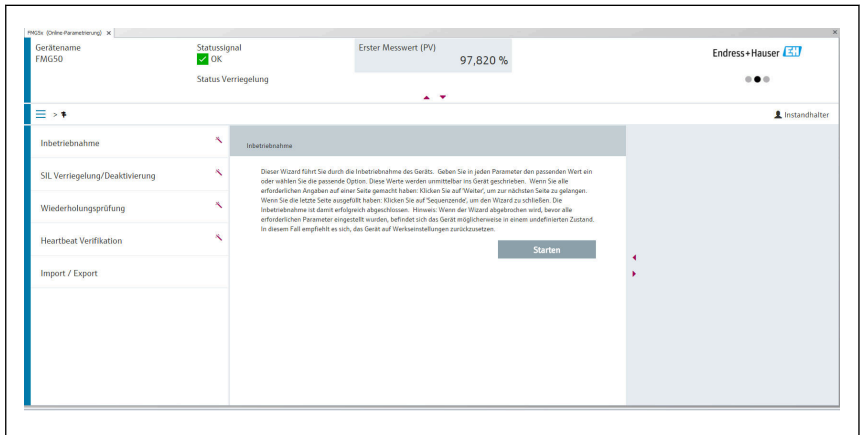 FMG5x (Online-Parametrierung) ×
×
Gerätename
FMG50
Statussignal
OK
Status Verriegelung
Erster Messwert (PV)
97,820 %
Endress+Hauser EH
>
Instandhalter
Inbetriebnahme
SIL Verriegelung/Deaktivierung
Wiederholungsprüfung
Heartbeat Verifikation
Import / Export
Inbetriebnahme
Dieser Wizard führt Sie durch die Inbetriebnahme des Geräts. Geben Sie in jeden Parameter den passenden Wert ein
oder wählen Sie die passende Option. Diese Werte werden unmittelbar ins Gerät geschrieben. Wenn Sie alle
erforderlichen Angaben auf einer Seite gemacht haben: Klicken Sie auf 'Weiter', um zur nächsten Seite zu gelangen.
Wenn Sie die letzte Seite ausgefüllt haben: Klicken Sie auf 'Sequenzende', um den Wizard zu schließen. Die
Inbetriebnahme ist damit erfolgreich abgeschlossen. Hinweis: Wenn der Wizard abgebrochen wird, bevor alle
erforderlichen Parameter eingestellt wurden, befindet sich das Gerät möglicherweise in einem undefinierten Zustand.
In diesem Fall empfiehlt es sich, das Gerät auf Werkseinstellungen zurückzusetzen.
Starten